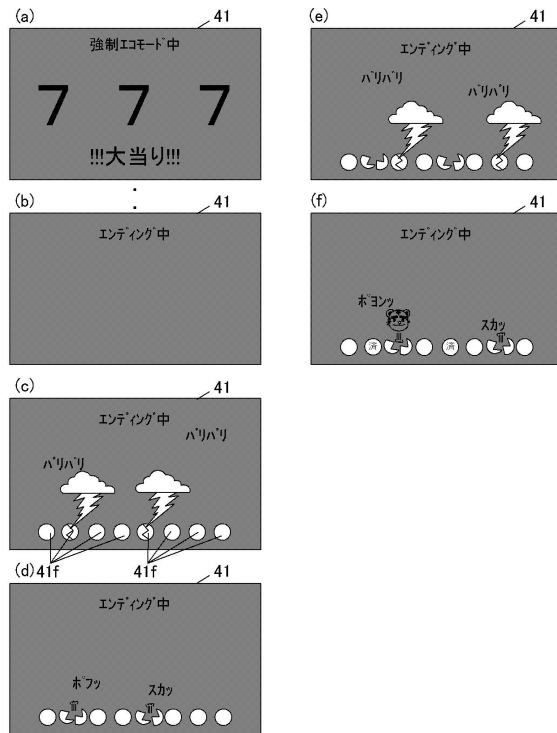 (a)
41
強制エコモード中
7 7 7
!!!大当り!!!
(b)
41
エンディング中
(c)
41
エンディング中
バリバリ
バリバリ
41f
41f
(d)
41
エンディング中
ボフッ
スカッ
(e)
41
エンディング中
バリバリ
バリバリ
(f)
41
エンディング中
ボヨンッ
スカッ
済
済